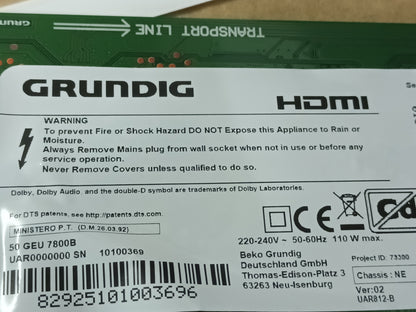 GRUN
TRANSPORT LINE
GRUNDIG
HDMI
Se
WARNING
To prevent Fire or Shock Hazard DO NOT Expose this Appliance to Rain or
Moisture.
Always Remove Mains plug from wall socket when not in use or before any
service.
Never Remove Covers unless qualified to do so.
Dolby, Dolby Audio, and the double-D symbol are trademarks of Dolby Laboratories.
For DTS patents, see http://patents.dts.com.
MINISTERO P.T. (D.M 26.03.92)
50 GEU 7800B
UAR0000000 SN 10100369
82925101003696
220-240V ~ 50-60Hz 110 W max.
Beko Grundig
Deutschland GmbH
Thomas-Edison-Platz 3
63263 Neu-Isenburg
Cd
Project ID: 73380
Chassis : NE
Ver:02
UAR812-B